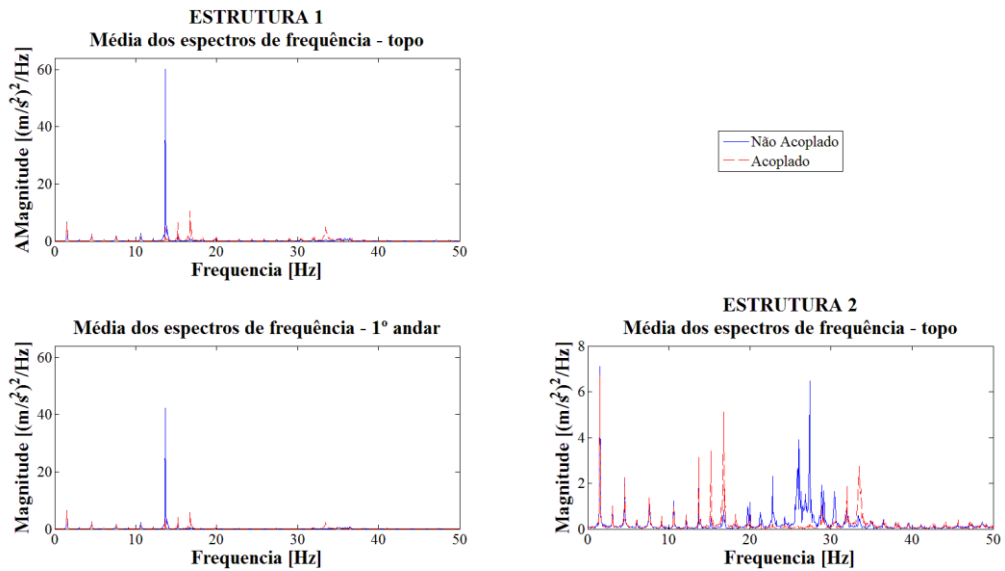 ESTRUTURA 1
Média dos espectros de frequência - topo
AMagnitude [(m/s²)²/Hz]
60
40
20
0
0 10 20 30 40 50
Frequencia [Hz]
Não Acoplado
Acoplado
Média dos espectros de frequência - 1º andar
Magnitude [(m/s²)²/Hz]
60
40
20
0
0 10 20 30 40 50
Frequencia [Hz]
ESTRUTURA 2
Média dos espectros de frequência - topo
Magnitude [(m/s²)²/Hz]
8
6
4
2
0
0 10 20 30 40 50
Frequencia [Hz]